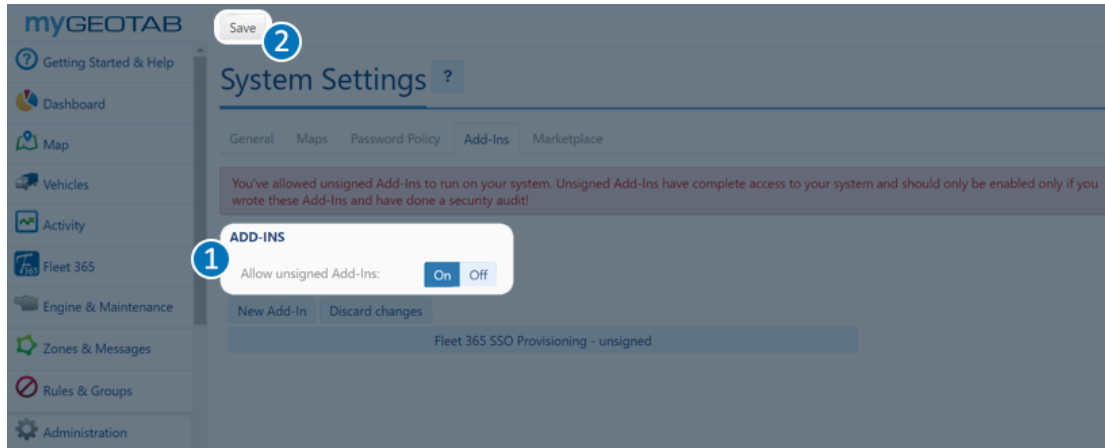 myGEOTAB
Save
2
Getting Started & Help
System Settings ?
Dashboard
General Maps Password Policy Add-Ins Marketplace
Map
Vehicles
You've allowed unsigned Add-Ins to run on your system. Unsigned Add-Ins have complete access to your system and should only be enabled only if you
wrote these Add-Ins and have done a security audit!
Activity
ADD-INS
1
Fleet 365
Allow unsigned Add-Ins: On Off
Engine & Maintenance
New Add-In Discard changes
Fleet 365 SSO Provisioning - unsigned
Zones & Messages
Rules & Groups
Administration